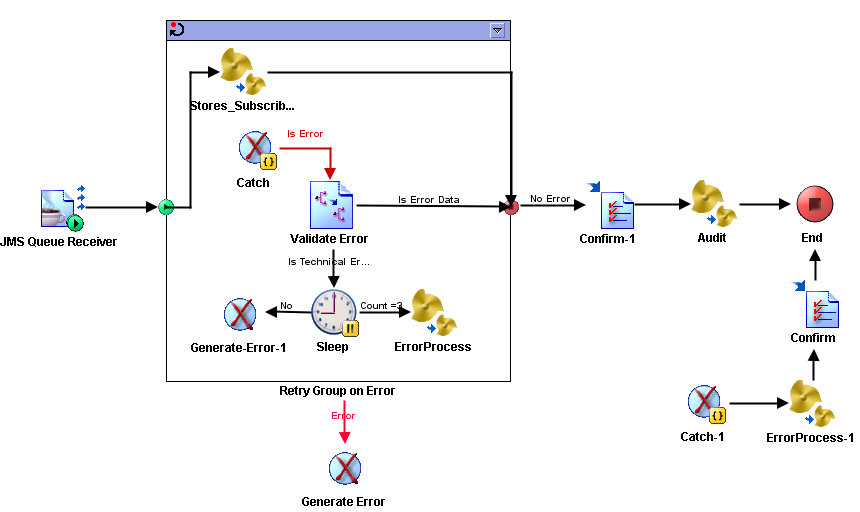 Stores_Subscrib...
Is Error
Catch
Is Error Data
No Error
JMS Queue Receiver
Validate Error
Confirm-1
Audit
End
Is Technical Er...
No
Count =3
Generate-Error-1
Sleep
ErrorProcess
Confirm
Retry Group on Error
Error
Catch-1
ErrorProcess-1
Generate Error